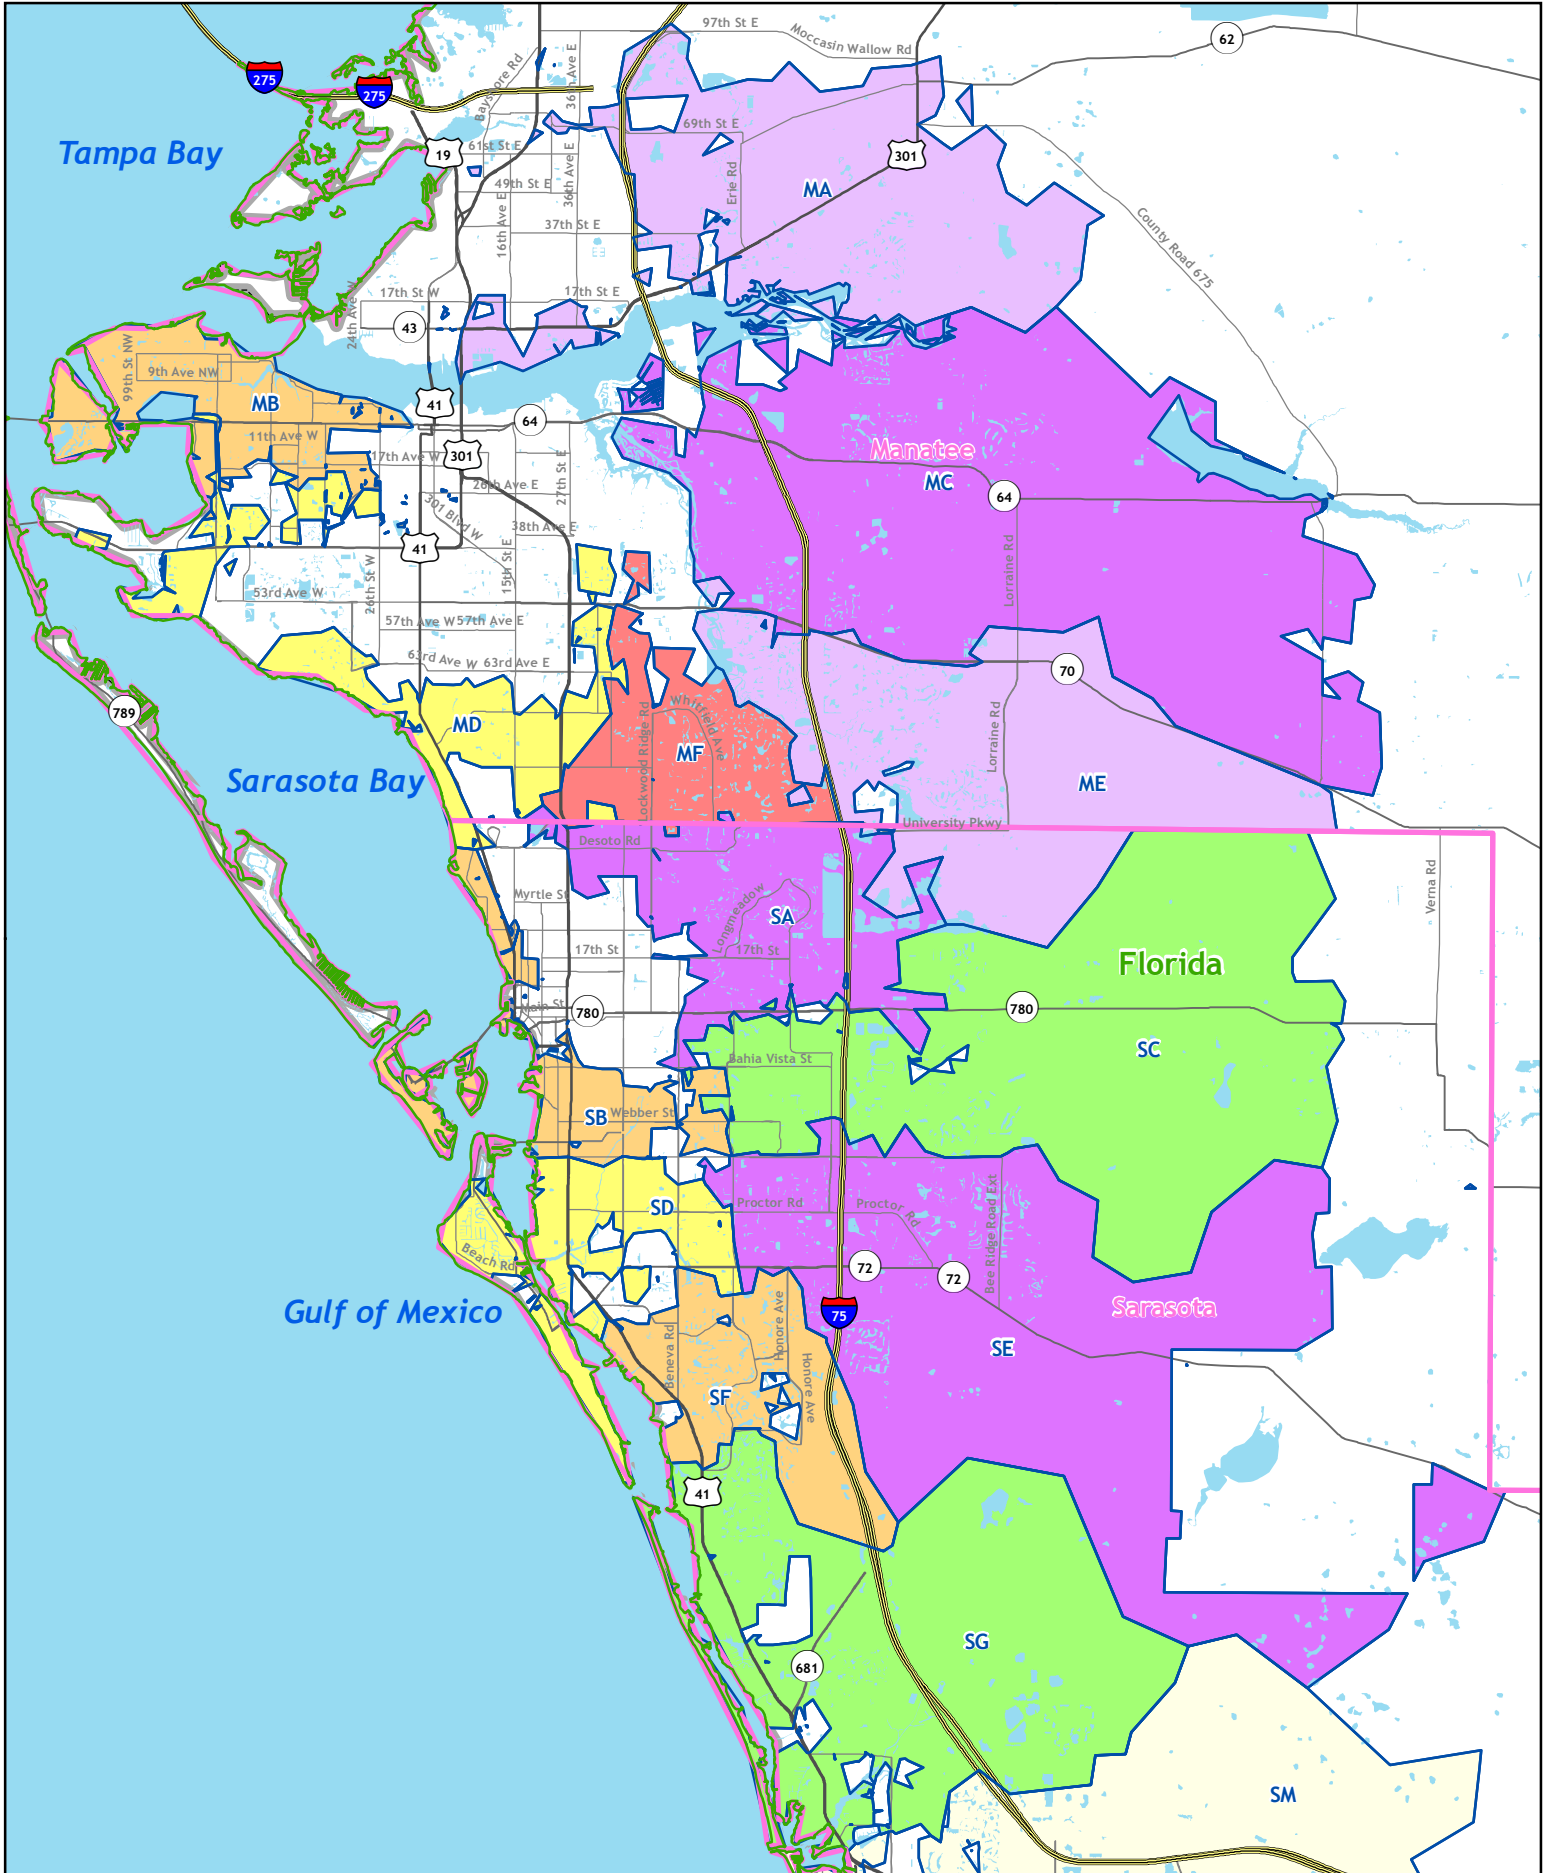 97th St E
Moccasin Wallow Rd
62
275
275
Bayshore Rd
36th Ave E
69th St E
Tampa Bay
19
61st St E
301
36th Ave E
49th St E
Erie Rd
MA
16th Ave E
37th St E
County Road 675
24th Ave W
17th St W
17th St E
43
99th St NW
9th Ave NW
MB
41
64
11th Ave W
Manatee
17th Ave W
301
MC
27th St E
26th Ave E
64
301 Blvd W
38th Ave E
41
15th St E
Lorraine Rd
26th St W
53rd Ave W
57th Ave W
57th Ave E
63rd Ave W
63rd Ave E
70
789
Whitfield Ave
MD
Lockwood Ridge Rd
MF
Lorraine Rd
Sarasota Bay
ME
University Pkwy
Desoto Rd
Verna Rd
Myrtle St
Longmeadow
SA
17th St
17th St
Florida
Main St
780
780
SC
Bahia Vista St
SB
Webber St
Bee Ridge Road Ext
SD
Proctor Rd
Proctor Rd
Beach Rd
72
72
Gulf of Mexico
75
Sarasota
Honore Ave
Beneva Rd
SE
Honore Ave
SF
41
SG
681
SM